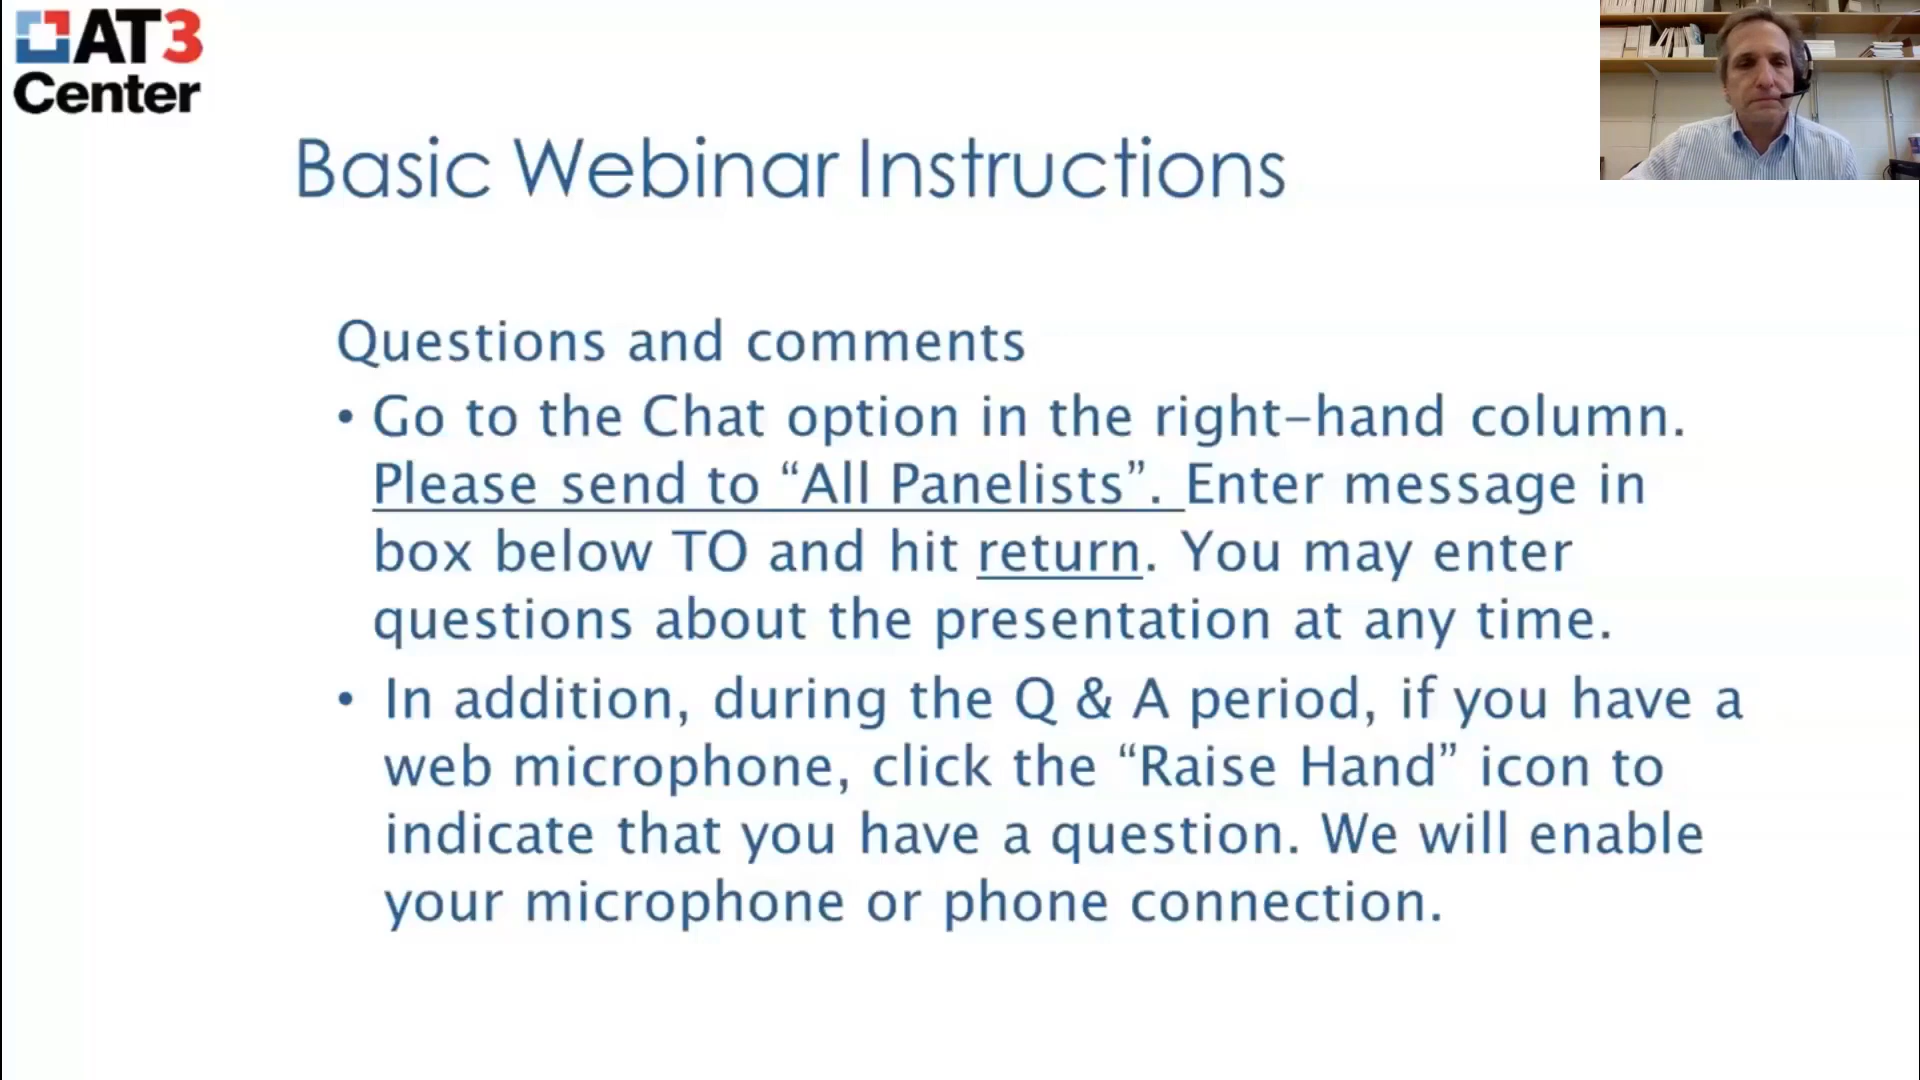 AT3
Center
Basic Webinar Instructions
Questions and comments
• Go to the Chat option in the right-hand column.
Please send to “All Panelists”. Enter message in
box below TO and hit return. You may enter
questions about the presentation at any time.
• In addition, during the Q & A period, if you have a
web microphone, click the “Raise Hand” icon to
indicate that you have a question. We will enable
your microphone or phone connection.